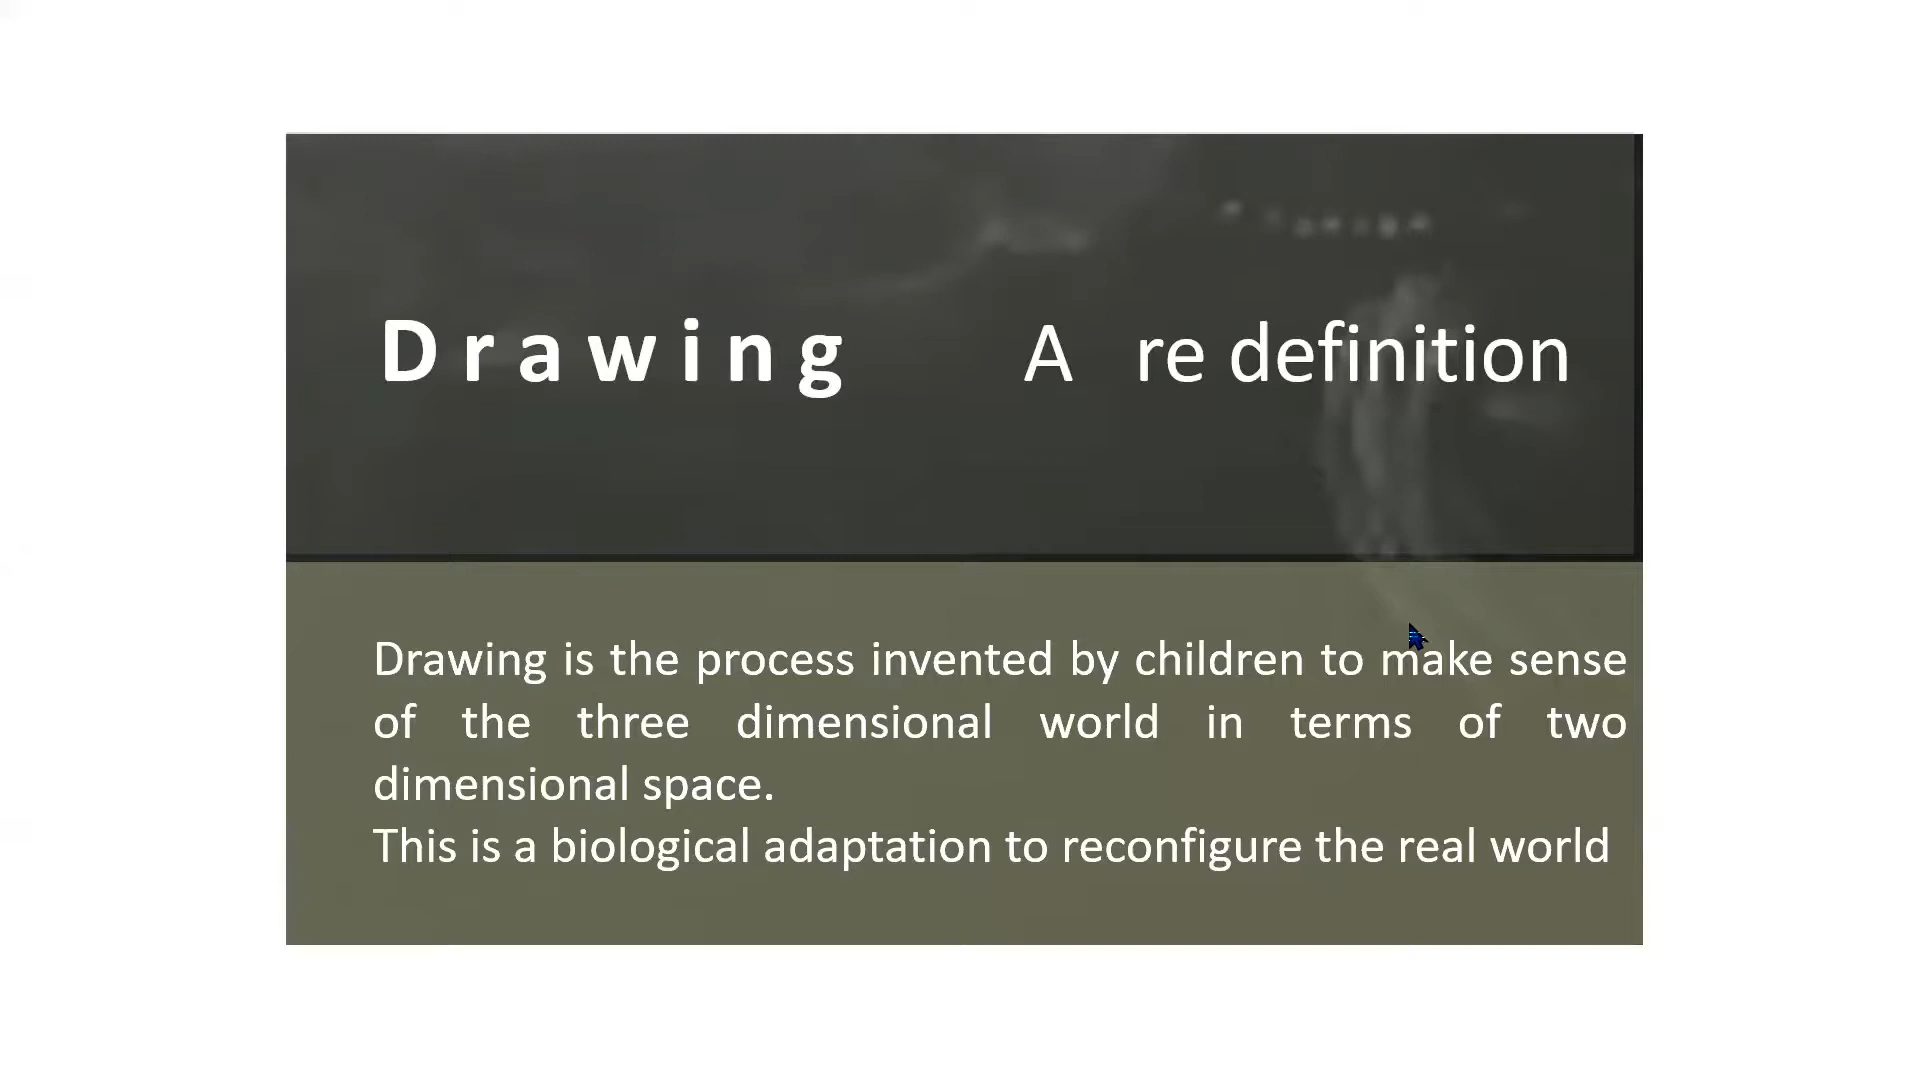 Drawing A re definition
Drawing is the process invented by children to make sense
of the three dimensional world in terms of two
dimensional space.
This is a biological adaptation to reconfigure the real world